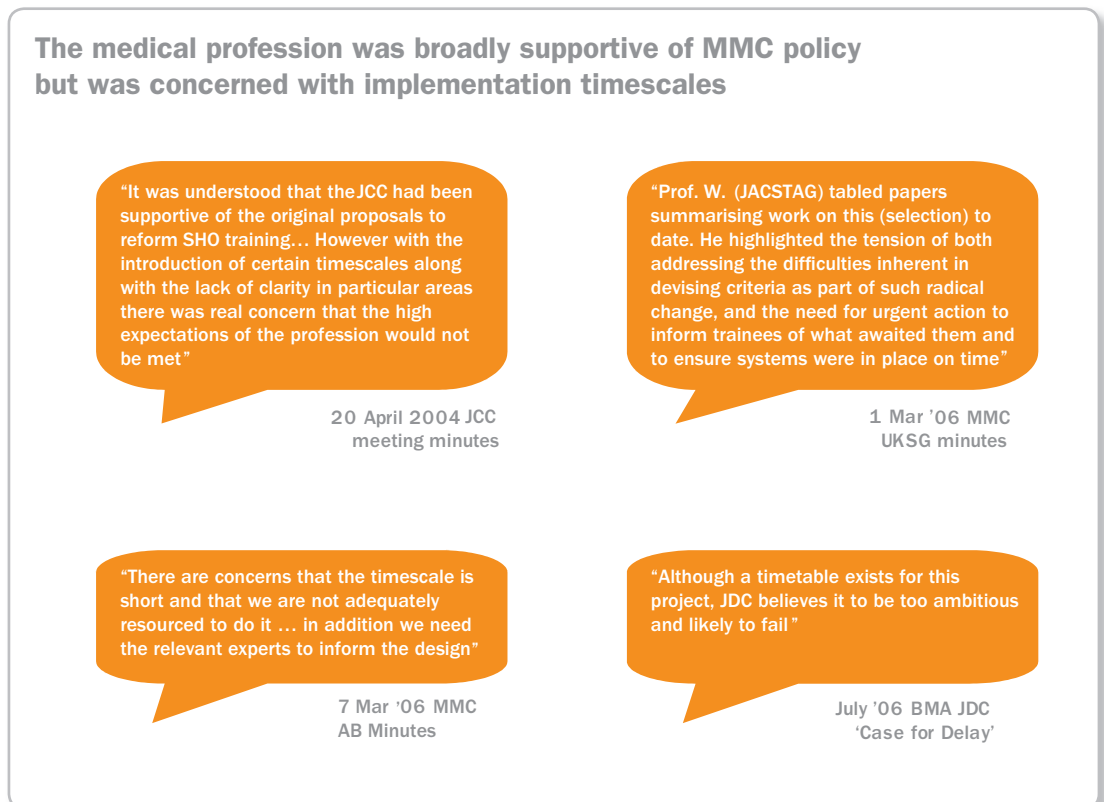 The medical profession was broadly supportive of MMC policy
but was concerned with implementation timescales
“It was understood that theJCC had been
supportive of the original proposals to
reform SHO training... However with the
introduction of certain timescales along
with the lack of clarity in particular areas
there was real concern that the high
expectations of the profession would not
be met”
20 April 2004 JCC
meeting minutes
“Prof. W. (JACSTAG) tabled papers
summarising work on this (selection) to
date. He highlighted the tension of both
addressing the difficulties inherent in
devising criteria as part of such radical
change, and the need for urgent action to
inform trainees of what awaited them and
to ensure systems were in place on time”
1 Mar ’06 MMC
UKSG minutes
“There are concerns that the timescale is
short and that we are not adequately
resourced to do it ... in addition we need
the relevant experts to inform the design”
7 Mar ’06 MMC
AB Minutes
“Although a timetable exists for this
project, JDC believes it to be too ambitious
and likely to fail”
July ’06 BMA JDC
‘Case for Delay’